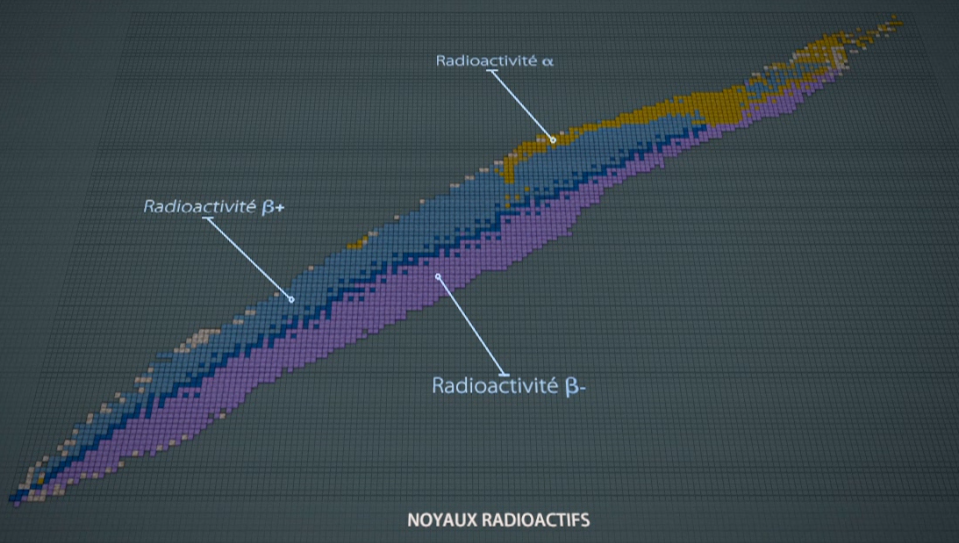 Radioactivité α
Radioactivité β+
Radioactivité β-
NOYAUX RADIOACTIFS